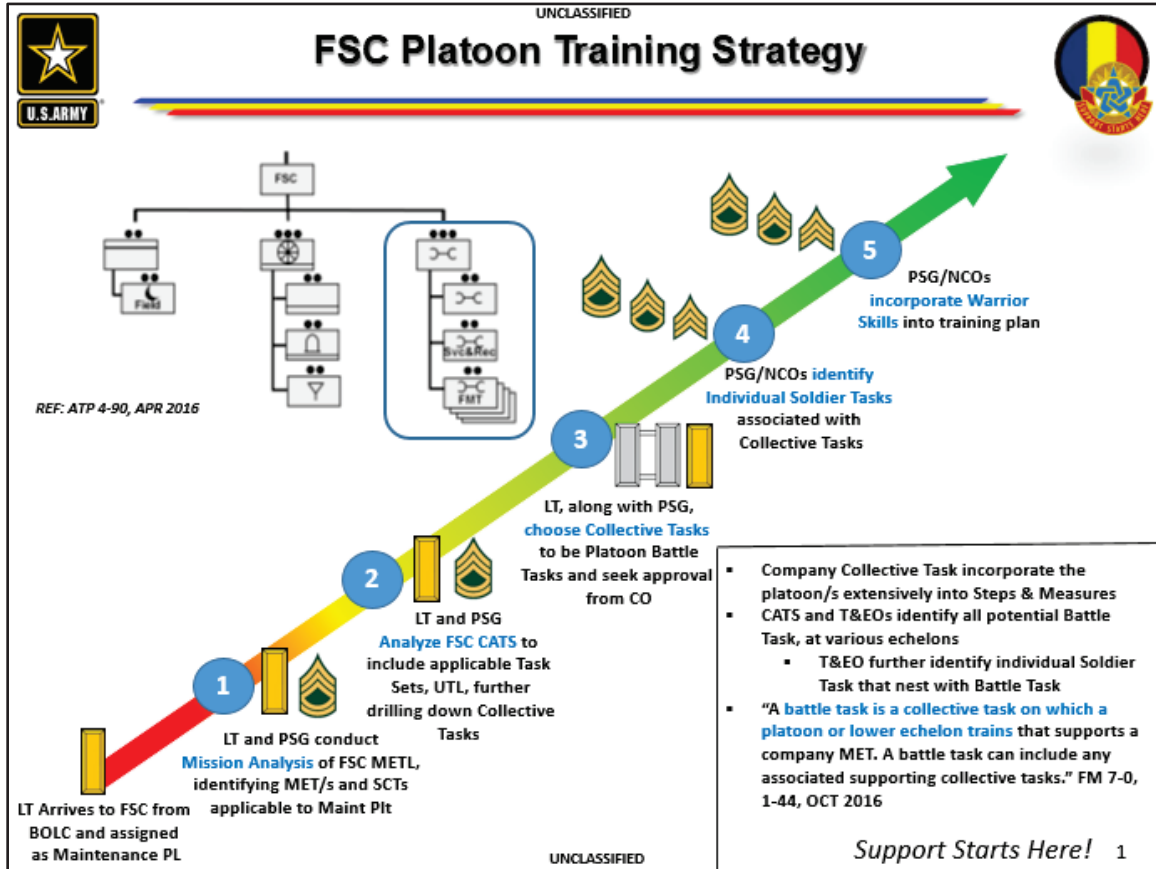 UNCLASSIFIED
FSC Platoon Training Strategy
U.S.ARMY
SUPPORT STARTS HERE
FSC
Field
Svc&Rec
FMT
REF: ATP 4-90, APR 2016
5
PSG/NCOs
incorporate Warrior
Skills into training plan
4
PSG/NCOs identify
Individual Soldier Tasks
associated with
Collective Tasks
3
LT, along with PSG,
choose Collective Tasks
to be Platoon Battle
Tasks and seek approval
from CO
2
LT and PSG
Analyze FSC CATS to
include applicable Task
Sets, UTL, further
drilling down Collective
Tasks
1
LT and PSG conduct
Mission Analysis of FSC METL,
identifying MET/s and SCTs
applicable to Maint Plt
LT Arrives to FSC from
BOLC and assigned
as Maintenance PL
▪ Company Collective Task incorporate the
platoon/s extensively into Steps & Measures
▪ CATS and T&EOs identify all potential Battle
Task, at various echelons
▪ T&EO further identify individual Soldier
Task that nest with Battle Task
▪ “A battle task is a collective task on which a
platoon or lower echelon trains that supports a
company MET. A battle task can include any
associated supporting collective tasks.” FM 7-0,
1-44, OCT 2016
Support Starts Here! 1
UNCLASSIFIED